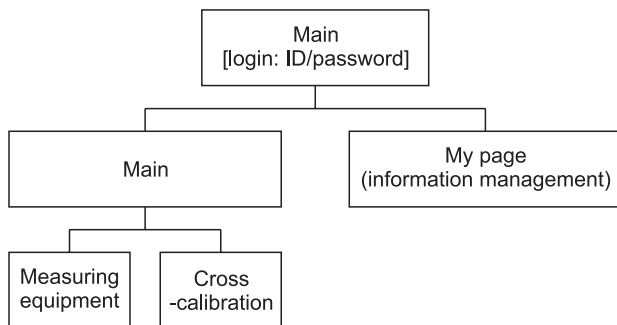 Main
[login: ID/password]
Main
My page
(information management)
Measuring
equipment
Cross
-calibration